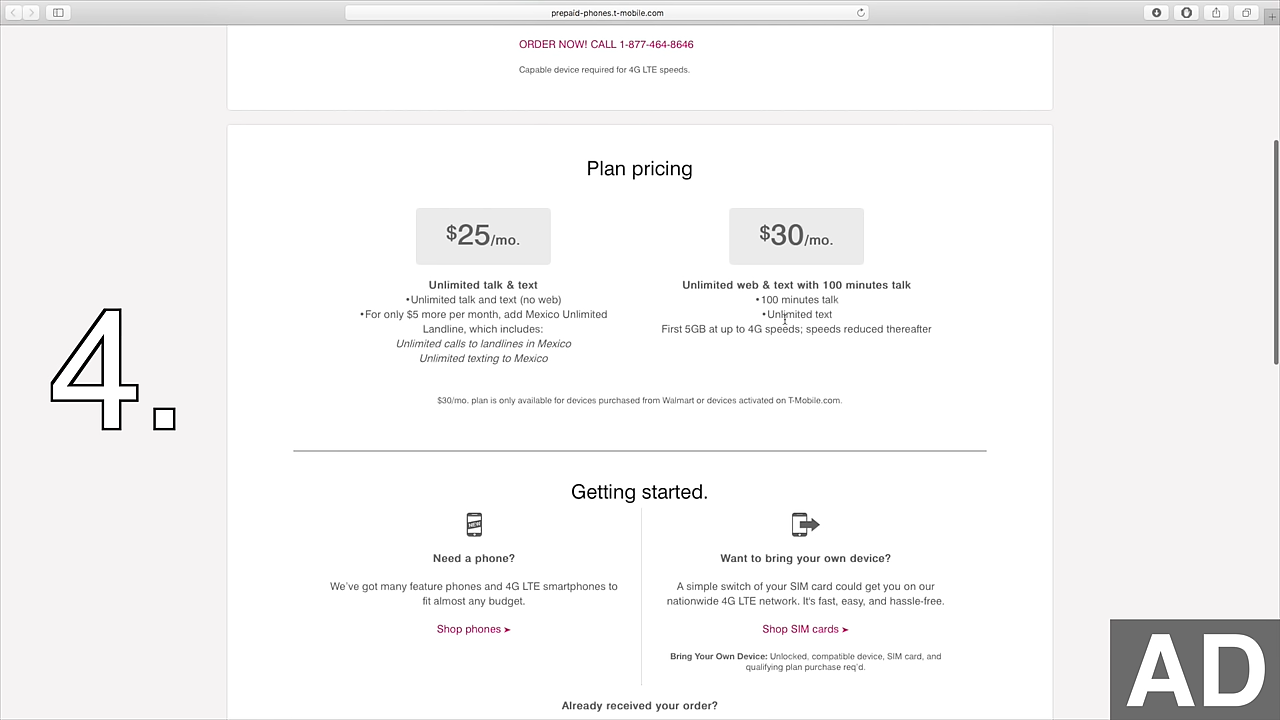 prepaid-phones.t-mobile.com
ORDER NOW! CALL 1-877-464-8646
Capable device required for 4G LTE speeds.
Plan pricing
$25/mo.
Unlimited talk & text
•Unlimited talk and text (no web)
•For only $5 more per month, add Mexico Unlimited
Landline, which includes:
Unlimited calls to landlines in Mexico
Unlimited texting to Mexico
$30/mo.
Unlimited web & text with 100 minutes talk
•100 minutes talk
•Unlimited text
First 5GB at up to 4G speeds; speeds reduced thereafter
$30/mo. plan is only available for devices purchased from Walmart or devices activated on T-Mobile.com.
4.
Getting started.
NEW
Need a phone?
We've got many feature phones and 4G LTE smartphones to
fit almost any budget.
Shop phones ➤
Want to bring your own device?
A simple switch of your SIM card could get you on our
nationwide 4G LTE network. It's fast, easy, and hassle-free.
Shop SIM cards ➤
Bring Your Own Device: Unlocked, compatible device, SIM card, and
qualifying plan purchase req'd.
Already received your order?
AD